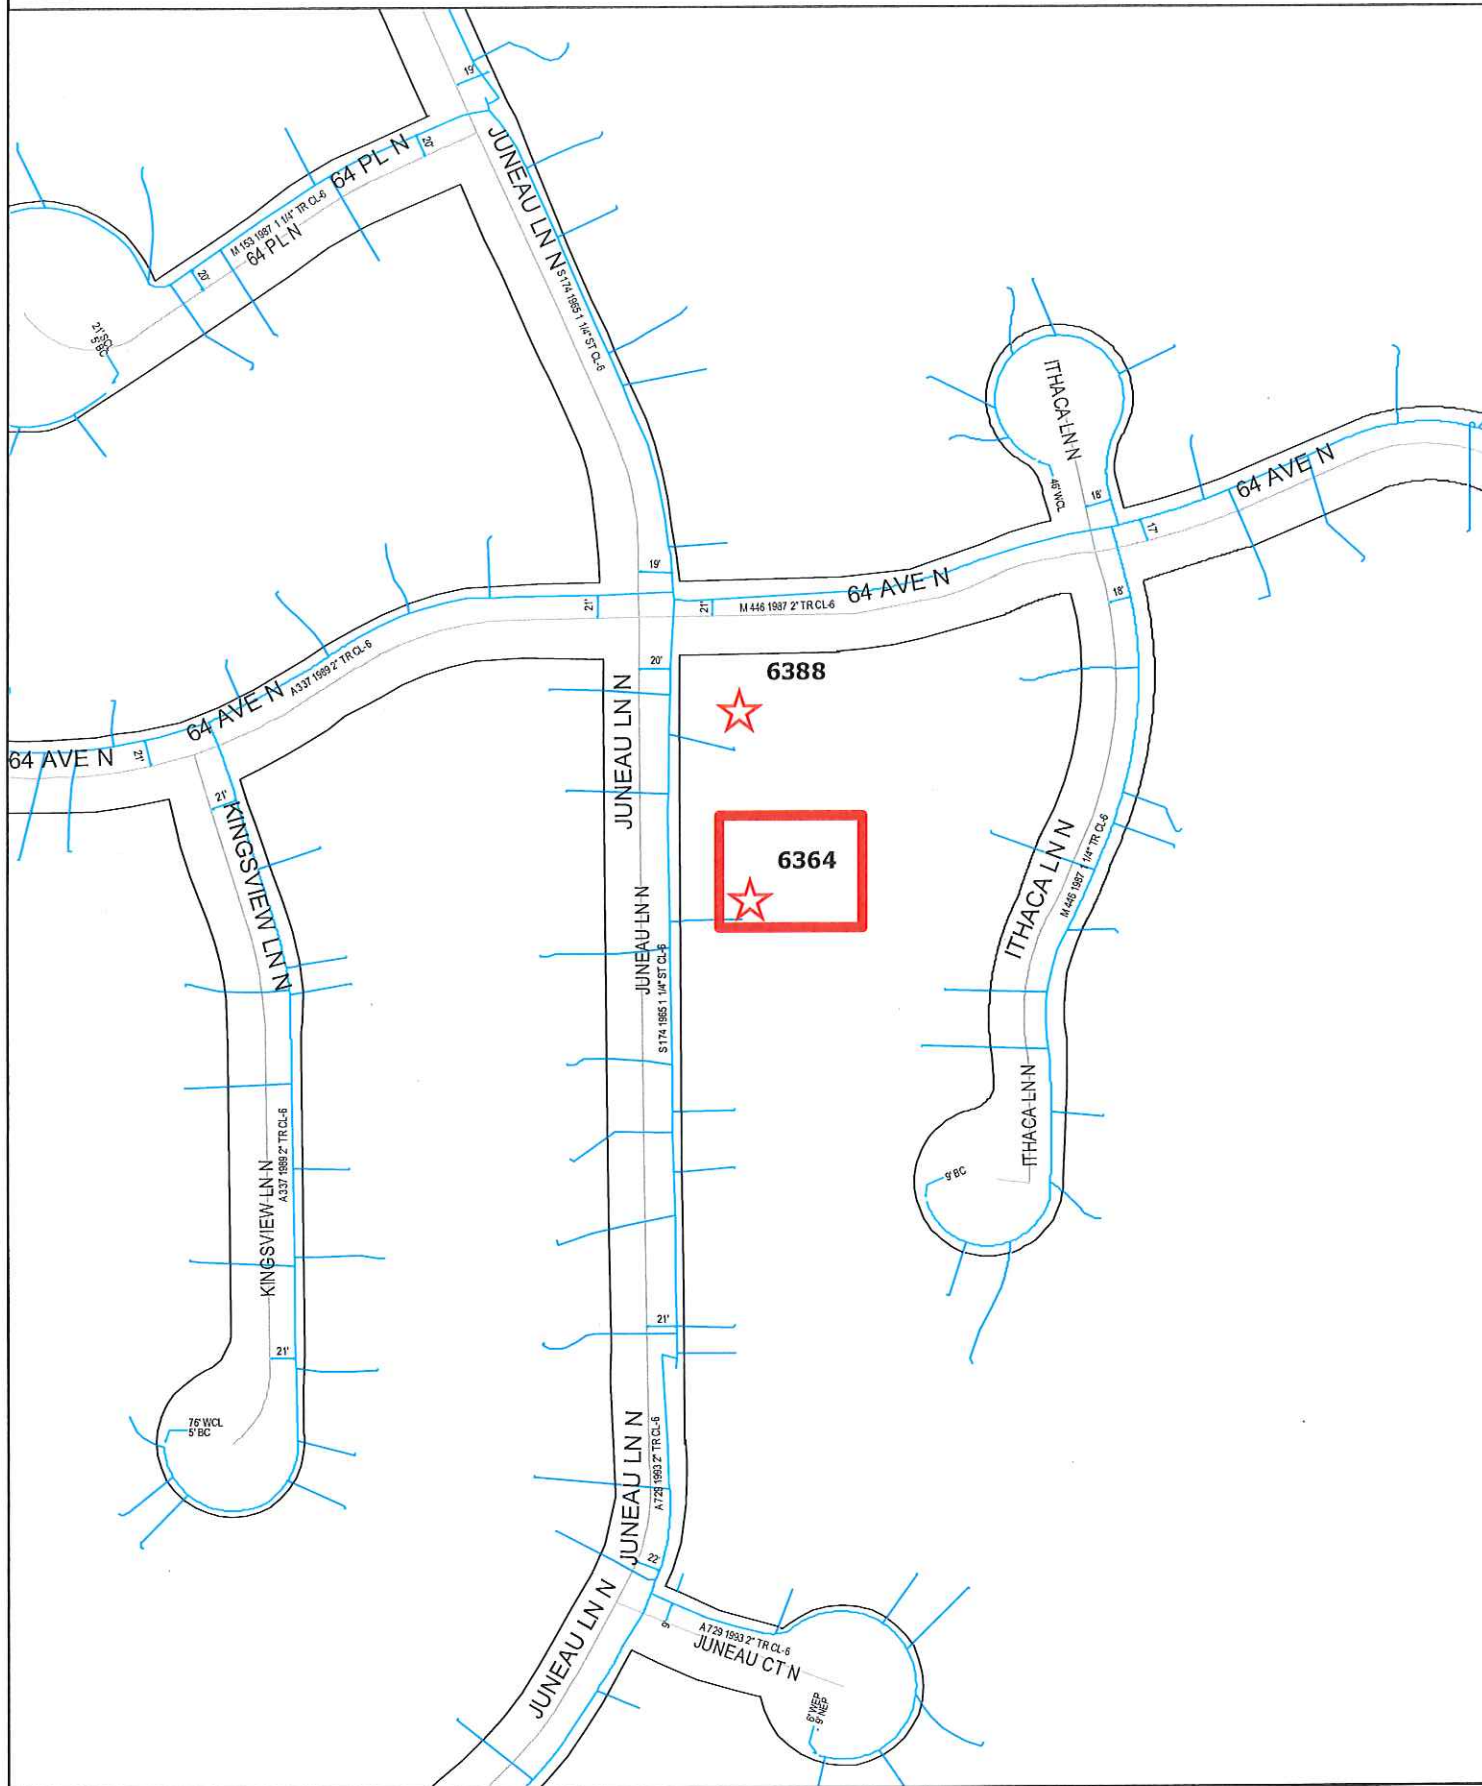 19'
20'
64 PL N
JUNEAU LN N
M 153 1987 1 1/4" TR CL-6
64 PL N
20'
S174 1965 1 1/4" ST CL-6
21' SCL
5' BC
ITHACA LN N
64 AVE N
46' WCL
18'
17'
19'
64 AVE N
18'
21'
21'
M 446 1987 2" TR CL-6
A337 1989 2" TR CL-6
20'
6388
JUNEAU LN N
64 AVE N
64 AVE N
21'
21'
KINGSVIEW LN N
6364
ITHACA LN N
M 446 1987 1 1/4" TR CL-6
JUNEAU LN N
S174 1965 1 1/4" ST CL-6
ITHACA LN N
A337 1989 2" TR CL-6
KINGSVIEW LN N
9' BC
21'
21'
76' WCL
5' BC
JUNEAU LN N
A729 1993 2" TR CL-6
22'
JUNEAU LN N
9'
A729 1993 2" TR CL-6
JUNEAU CT N